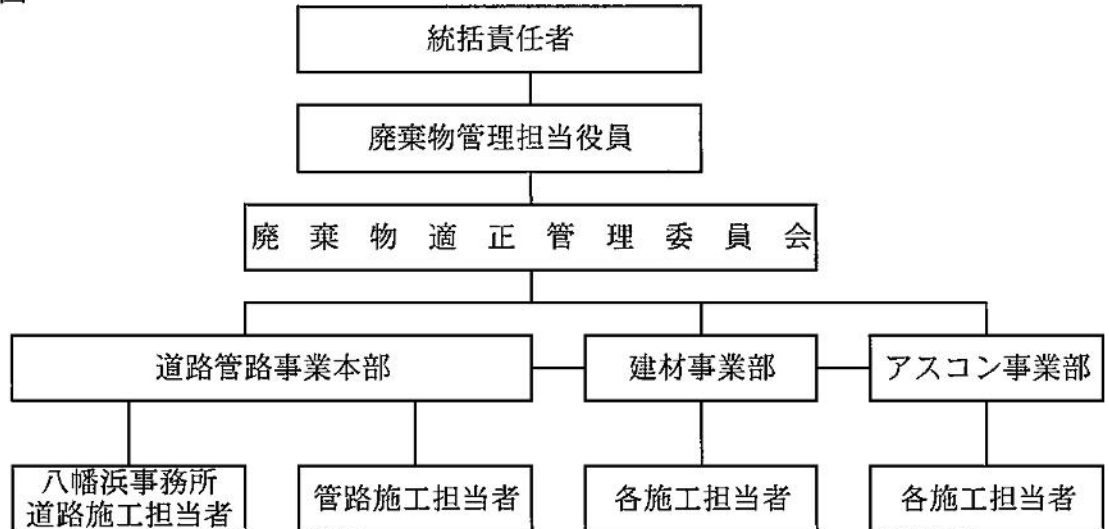 統括責任者
廃棄物管理担当役員
廃棄物適正管理委員会
道路管路事業本部
建材事業部
アスコン事業部
八幡浜事務所
道路施工担当者
管路施工担当者
各施工担当者
各施工担当者